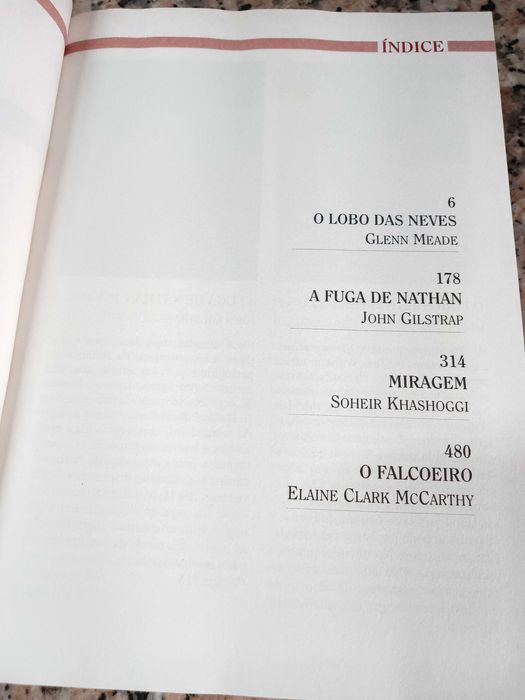 ÍNDICE
6
O LOBO DAS NEVES
GLENN MEADE
178
A FUGA DE NATHAN
JOHN GILSTRAP
314
MIRAGEM
SOHEIR KHASHOGGI
480
O FALCOEIRO
ELAINE CLARK MCCARTHY